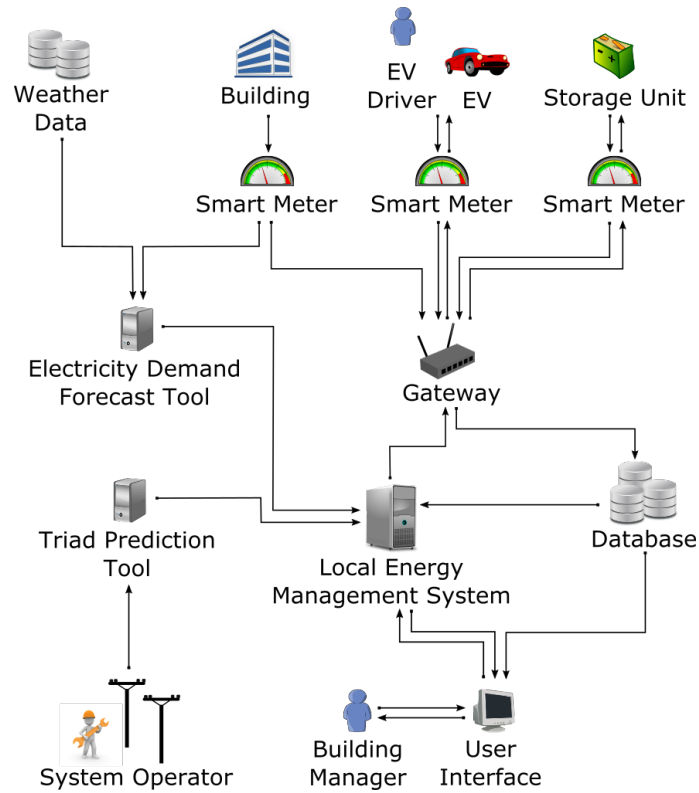 Weather
Data
Building
EV
Driver
EV
Storage Unit
Smart Meter
Smart Meter
Smart Meter
Electricity Demand
Forecast Tool
Gateway
Triad Prediction
Tool
Local Energy
Management System
Database
System Operator
Building
Manager
User
Interface